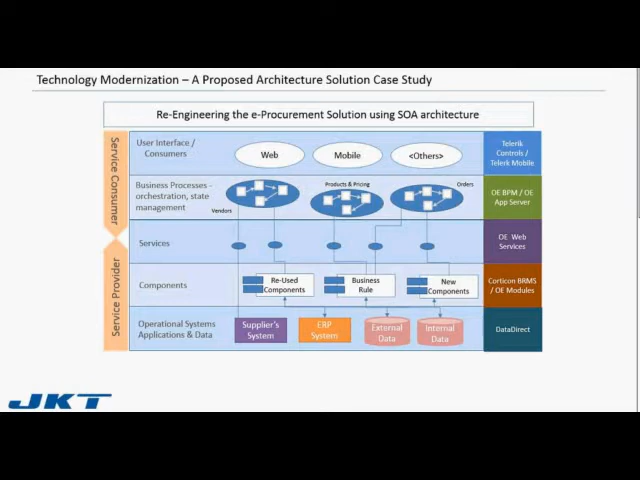 Technology Modernization – A Proposed Architecture Solution Case Study
Re-Engineering the e-Procurement Solution using SOA architecture
Service Consumer
Service Provider
User Interface /
Consumers
Web
Mobile
<Others>
Telerik
Controls /
Telerk Mobile
Business Processes -
orchestration, state
management
Vendors
Products & Pricing
Orders
OE BPM / OE
App Server
Services
OE Web
Services
Components
Re-Used
Components
Business
Rule
New
Components
Corticon BRMS
/ OE Modules
Operational Systems
Applications & Data
Supplier's
System
ERP
System
External
Data
Internal
Data
DataDirect
JKT